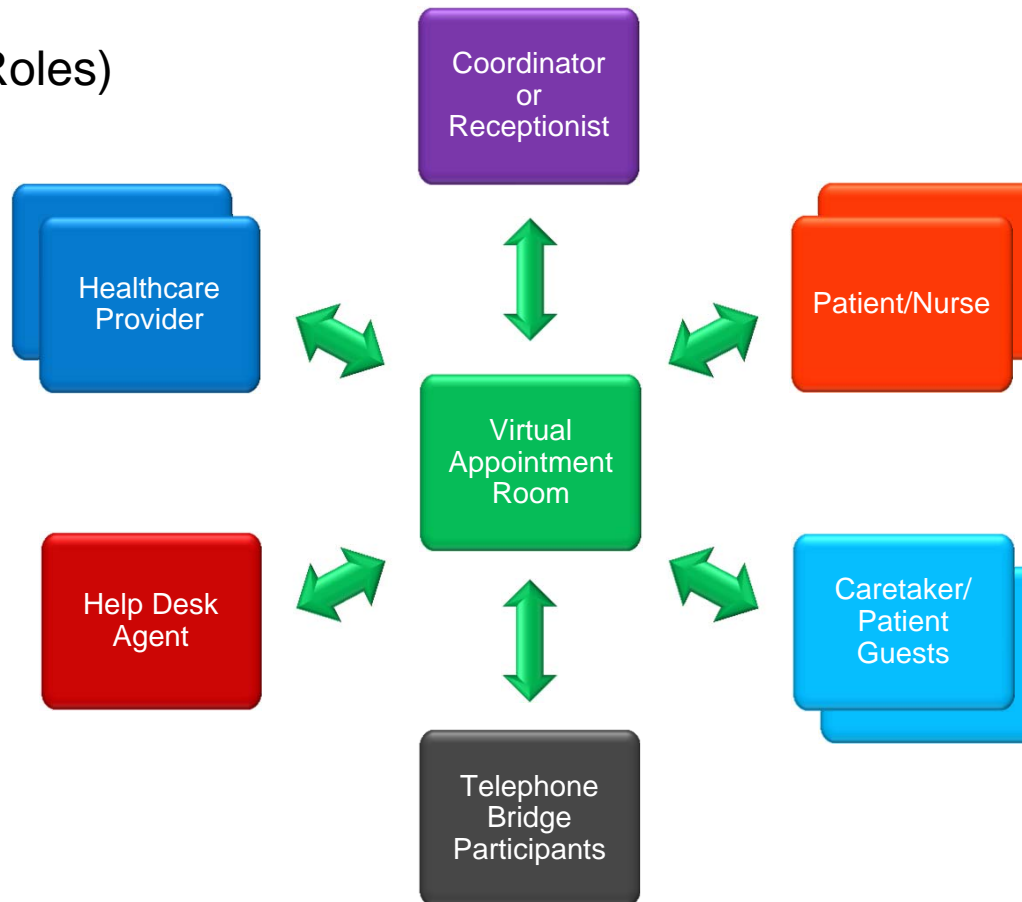 Roles)
Coordinator
or
Receptionist
Healthcare
Provider
Patient/Nurse
Virtual
Appointment
Room
Help Desk
Agent
Caretaker/
Patient
Guests
Telephone
Bridge
Participants